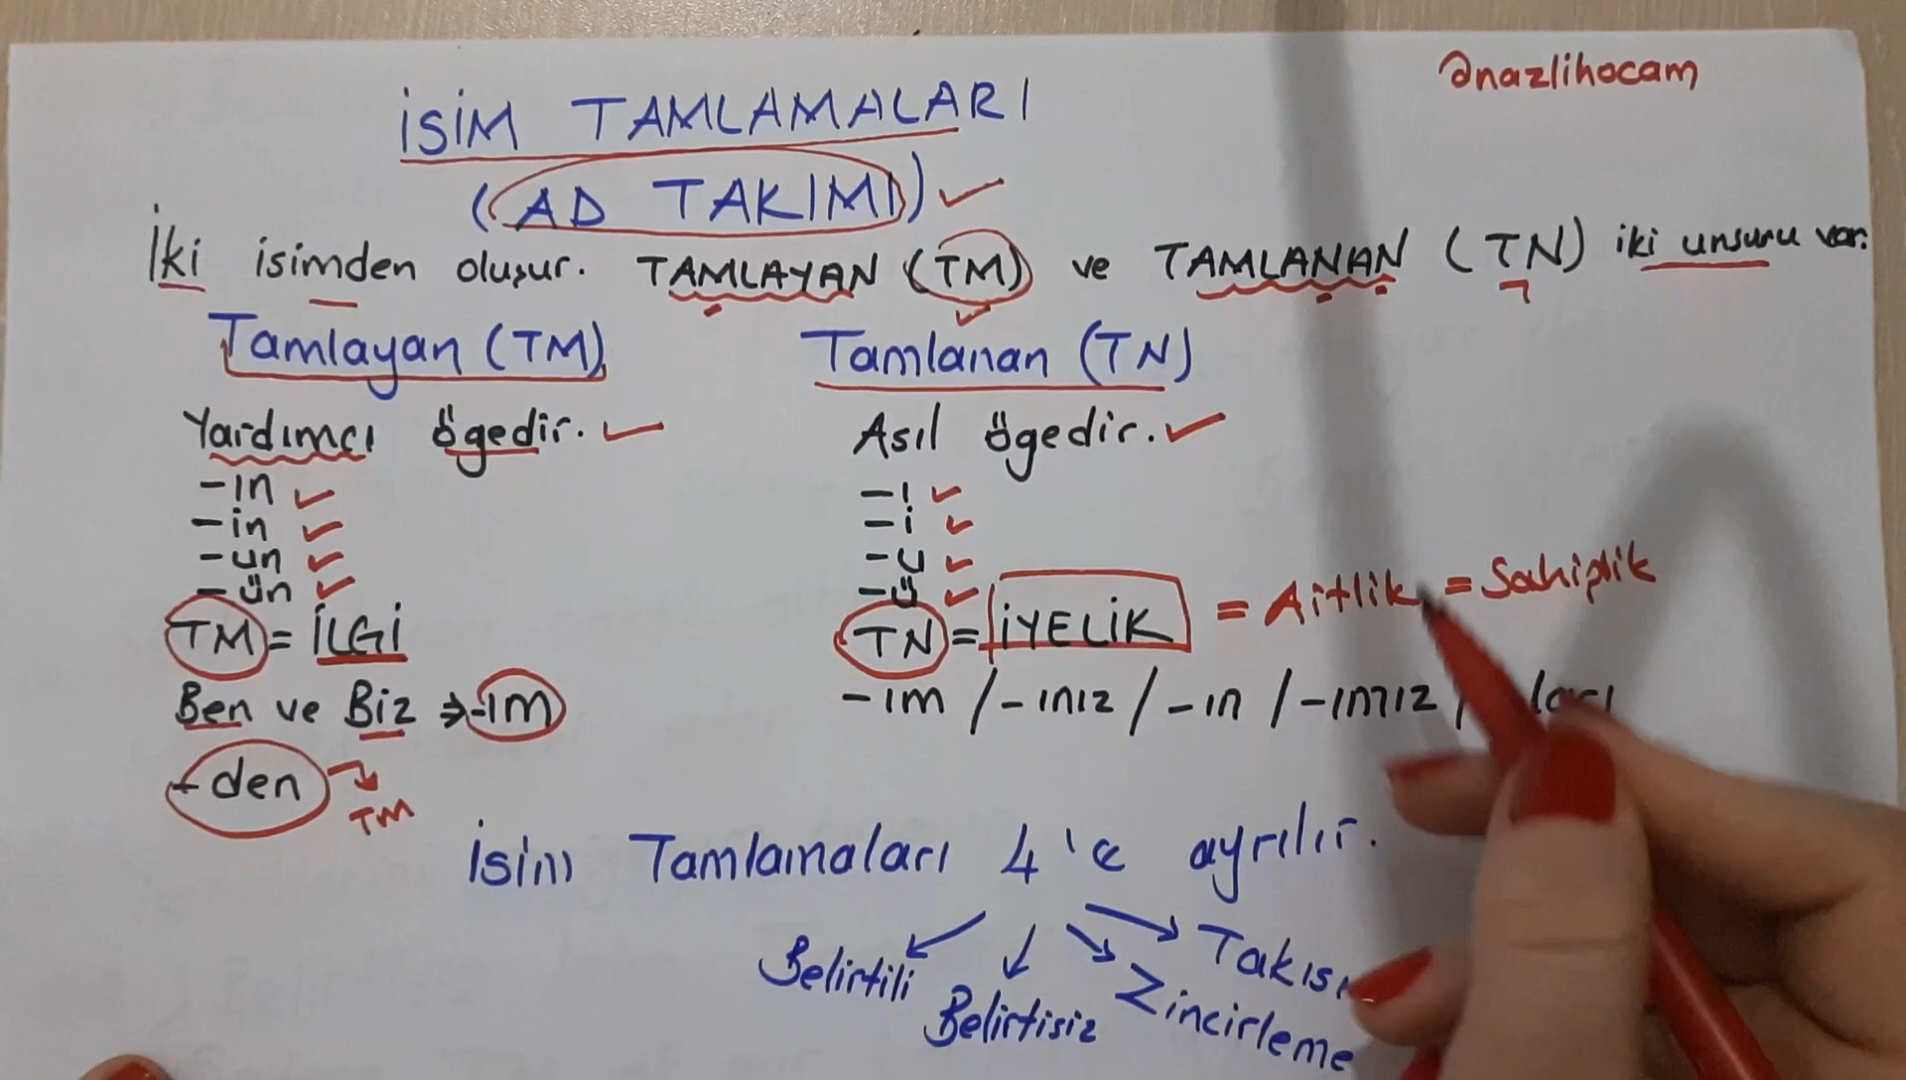 @nazlihocam
İSİM TAMLAMALARI
(AD TAKIMI)
İki isimden oluşur. TAMLAYAN (TM) ve TAMLANAN (TN) iki unsuru var.
Tamlayan (TM)
Yardımcı ögedir.
-ın
-in
-un
-ün
TM = İLGİ
Ben ve Biz → -ım
-den → TM
Tamlanan (TN)
Asıl ögedir.
-ı
-i
-u
-ü
TN = İYELİK = Aitlik = Sahiplik
-ım / -ınız / -ın / -ımız / ları
İsim Tamlamaları 4'e ayrılır.
Belirtili
Belirtisiz
Zincirleme